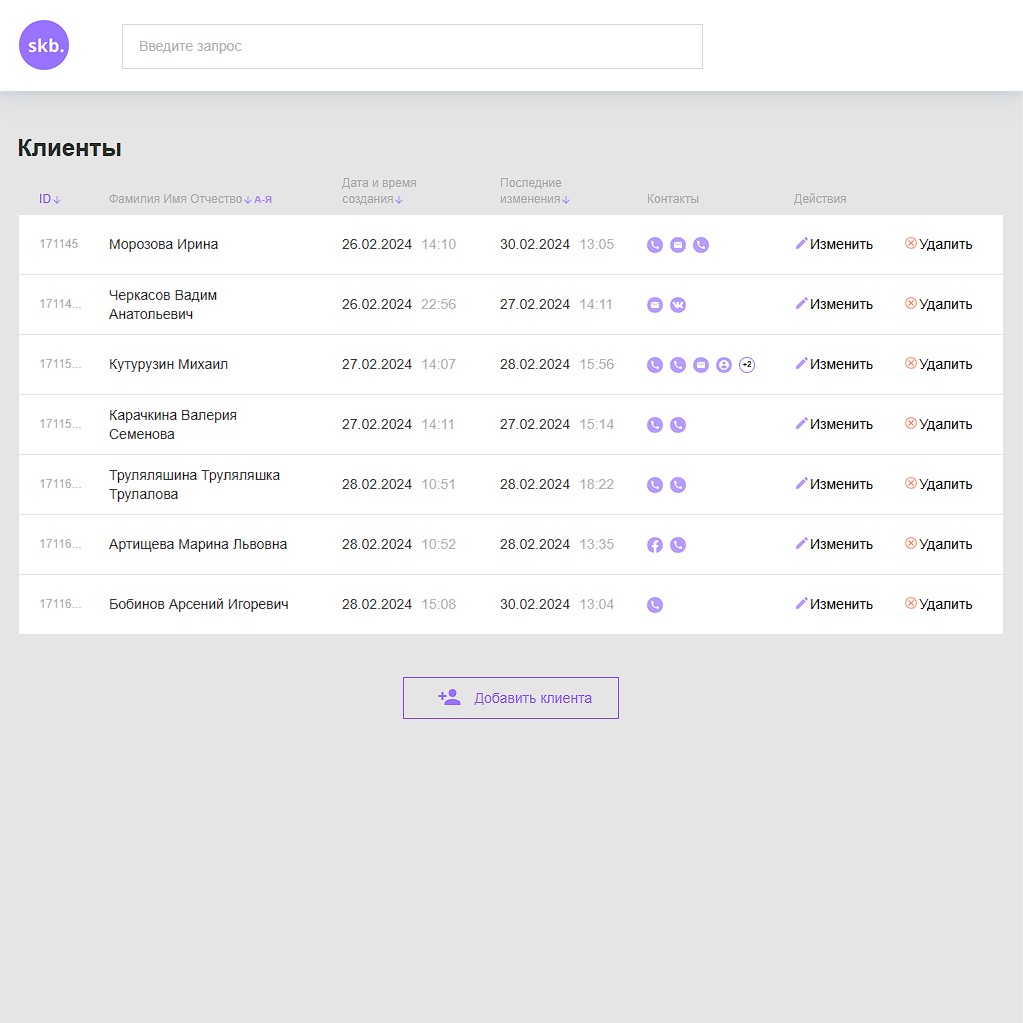 skb.
Введите запрос
Клиенты
ID↓ Фамилия Имя Отчество↓ А-Я Дата и время создания↓ Последние изменения↓ Контакты Действия
171145 Морозова Ирина 26.02.2024 14:10 30.02.2024 13:05 Изменить Удалить
17114... Черкасов Вадим Анатольевич 26.02.2024 22:56 27.02.2024 14:11 Изменить Удалить
17115... Кутурузин Михаил 27.02.2024 14:07 28.02.2024 15:56 +2 Изменить Удалить
17115... Карачкина Валерия Семенова 27.02.2024 14:11 27.02.2024 15:14 Изменить Удалить
17116... Труляляшина Труляляшка Трулалова 28.02.2024 10:51 28.02.2024 18:22 Изменить Удалить
17116... Артищева Марина Львовна 28.02.2024 10:52 28.02.2024 13:35 Изменить Удалить
17116... Бобинов Арсений Игоревич 28.02.2024 15:08 30.02.2024 13:04 Изменить Удалить
Добавить клиента